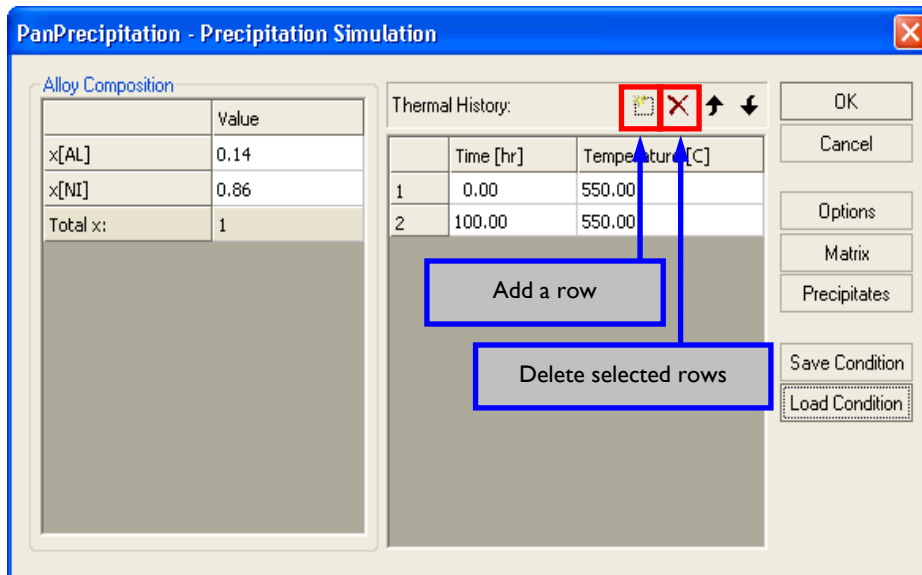 PanPrecipitation - Precipitation Simulation
Alloy Composition
Value
x[AL] 0.14
x[NI] 0.86
Total x: 1
Thermal History:
Time [hr] Temperature [C]
1 0.00 550.00
2 100.00 550.00
Add a row
Delete selected rows
OK
Cancel
Options
Matrix
Precipitates
Save Condition
Load Condition